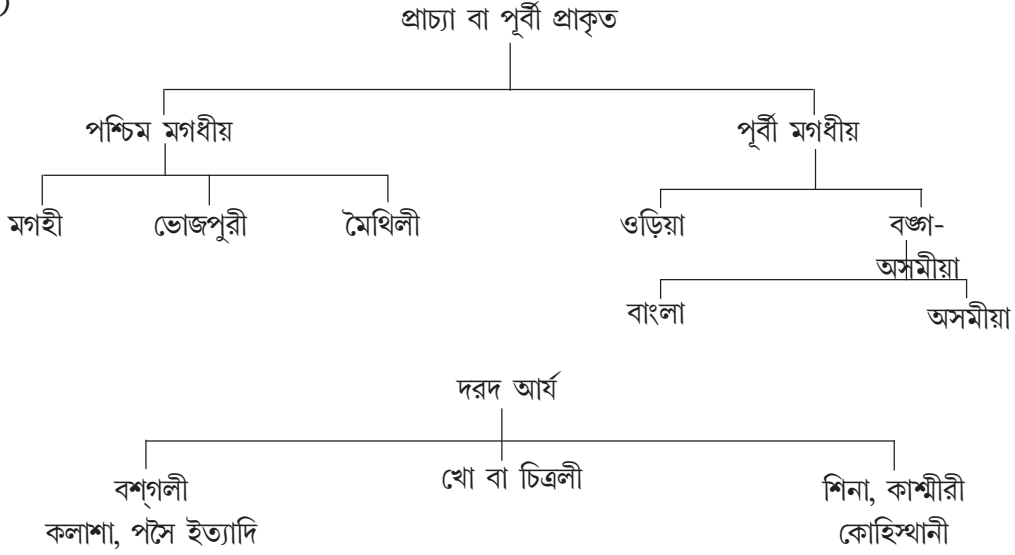 )
প্রাচ্যা বা পূর্বী প্রাকৃত
পশ্চিম মগধীয় পূর্বী মগধীয়
মগহী ভোজপুরী মৈথিলী ওড়িয়া বঙ্গ-
অসমীয়া
বাংলা অসমীয়া
দরদ আর্য
বশ্‌গলী খো বা চিত্রলী শিনা, কাশ্মীরী
কলাশা, পসৈ ইত্যাদি কোহিস্থানী